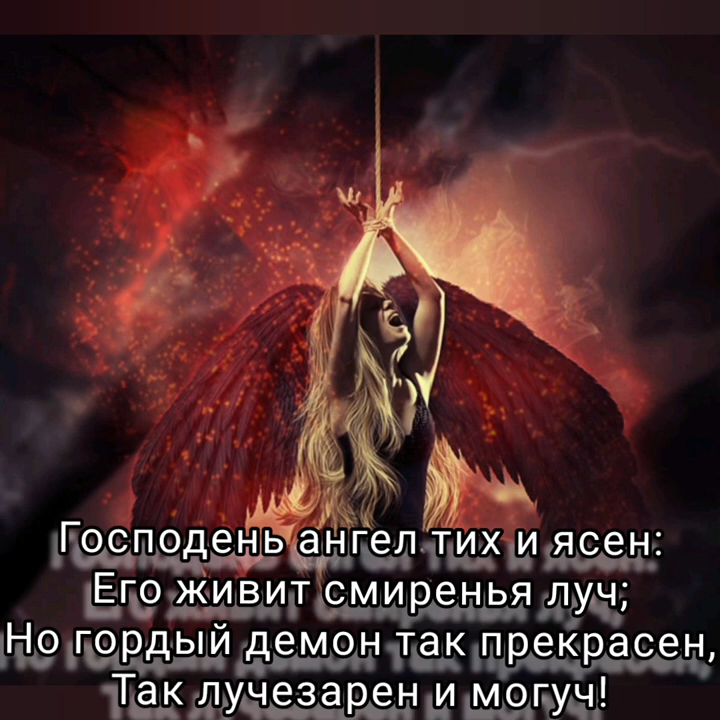 Господень ангел тих и ясен:
Его живит смиренья луч;
Но гордый демон так прекрасен,
Так лучезарен и могуч!